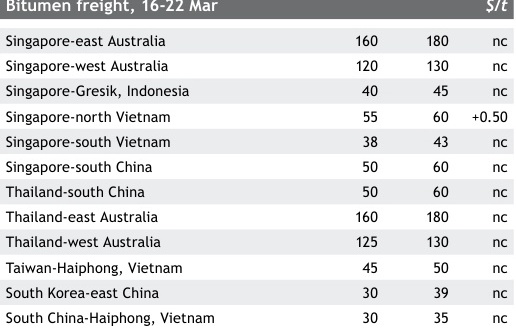 Bitumen freight, 16-22 Mar $/t
Singapore-east Australia 160 180 nc
Singapore-west Australia 120 130 nc
Singapore-Gresik, Indonesia 40 45 nc
Singapore-north Vietnam 55 60 +0.50
Singapore-south Vietnam 38 43 nc
Singapore-south China 50 60 nc
Thailand-south China 50 60 nc
Thailand-east Australia 160 180 nc
Thailand-west Australia 125 130 nc
Taiwan-Haiphong, Vietnam 45 50 nc
South Korea-east China 30 39 nc
South China-Haiphong, Vietnam 30 35 nc